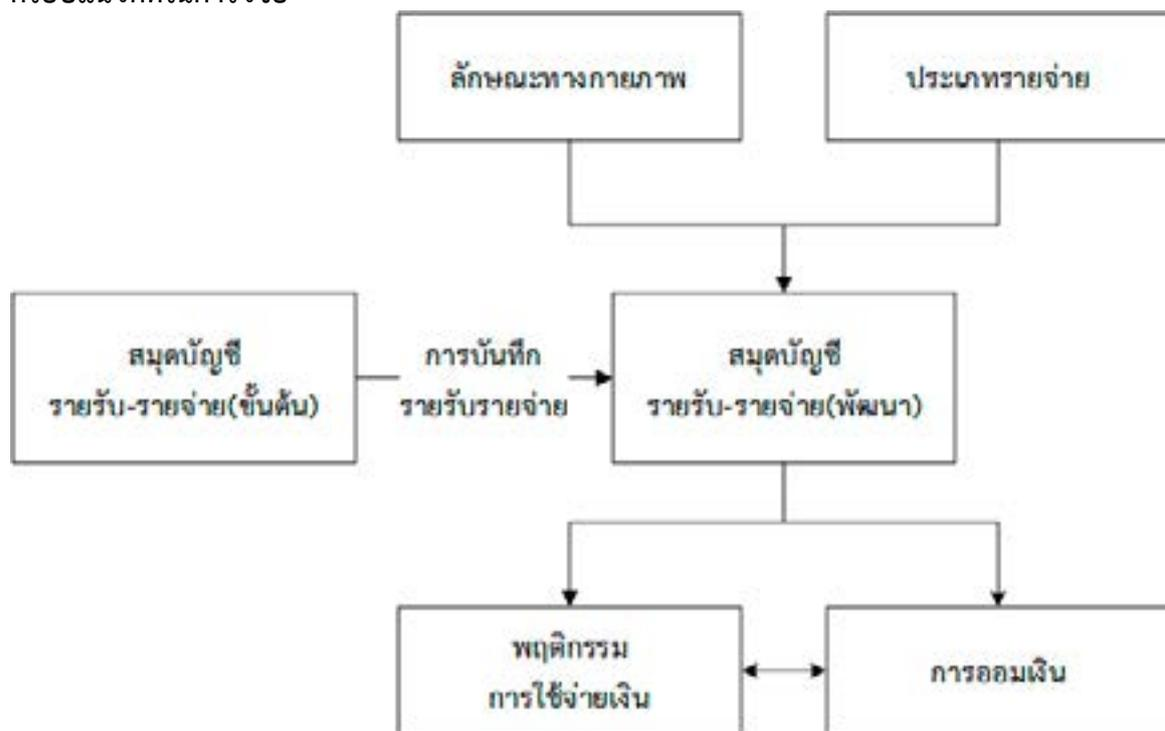 ลักษณะทางกายภาพ
ประเภทรายจ่าย
สมุดบัญชี
รายรับ-รายจ่าย(ขั้นต้น)
การบันทึก
รายรับรายจ่าย
สมุดบัญชี
รายรับ-รายจ่าย(พัฒนา)
พฤติกรรม
การใช้จ่ายเงิน
การออมเงิน